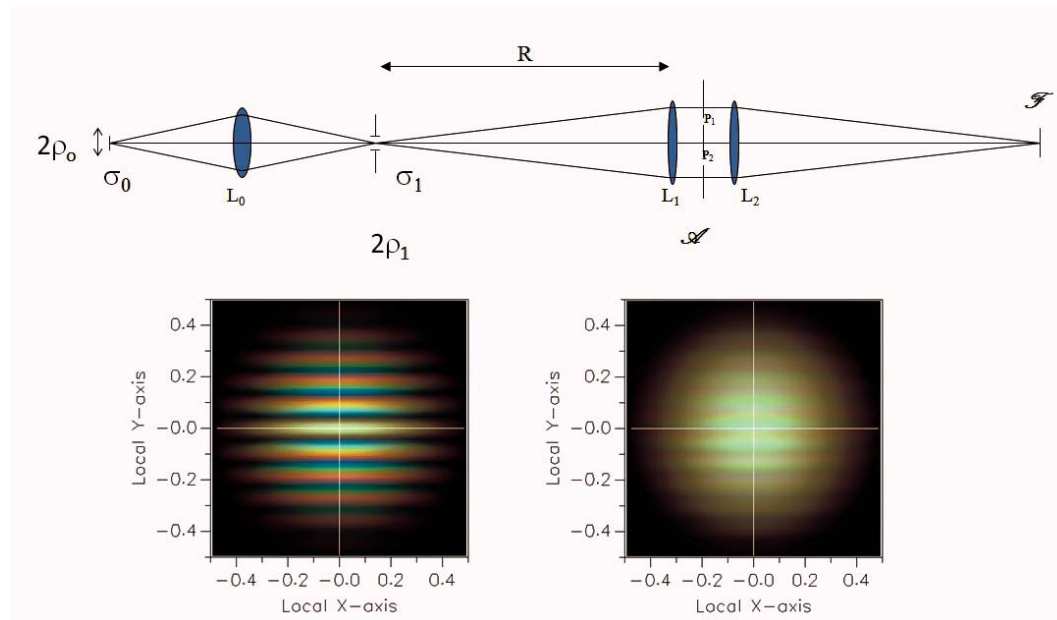 R
ℱ
P₁
2ρₒ
P₂
σ₀
σ₁
L₀
L₁
L₂
2ρ₁
𝒜
0.4
0.2
-0.0
-0.2
-0.4
Local Y-axis
-0.4 -0.2 -0.0 0.2 0.4
Local X-axis
0.4
0.2
-0.0
-0.2
-0.4
Local Y-axis
-0.4 -0.2 -0.0 0.2 0.4
Local X-axis